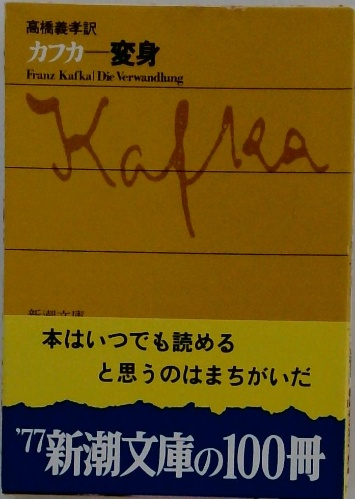 高橋義孝訳
カフカ―変身
Franz Kafka/Die Verwandlung
Kafka
新潮文庫
本はいつでも読める
と思うのはまちがいだ
'77新潮文庫の100冊